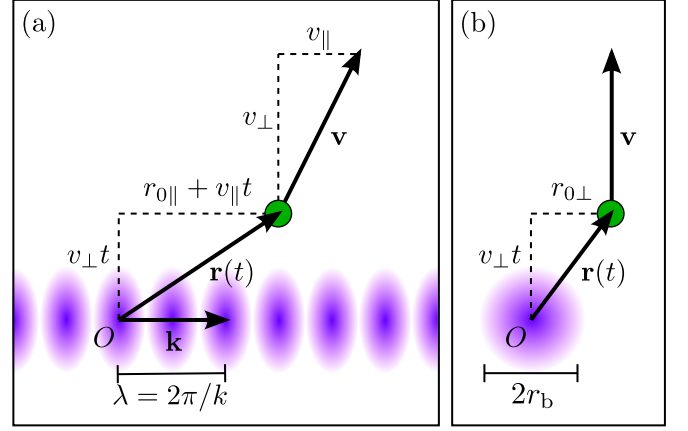 (a)
v∥
v⊥
v
r0∥ + v∥t
v⊥t
r(t)
O
k
λ = 2π/k
(b)
v
r0⊥
v⊥t
r(t)
O
2rb